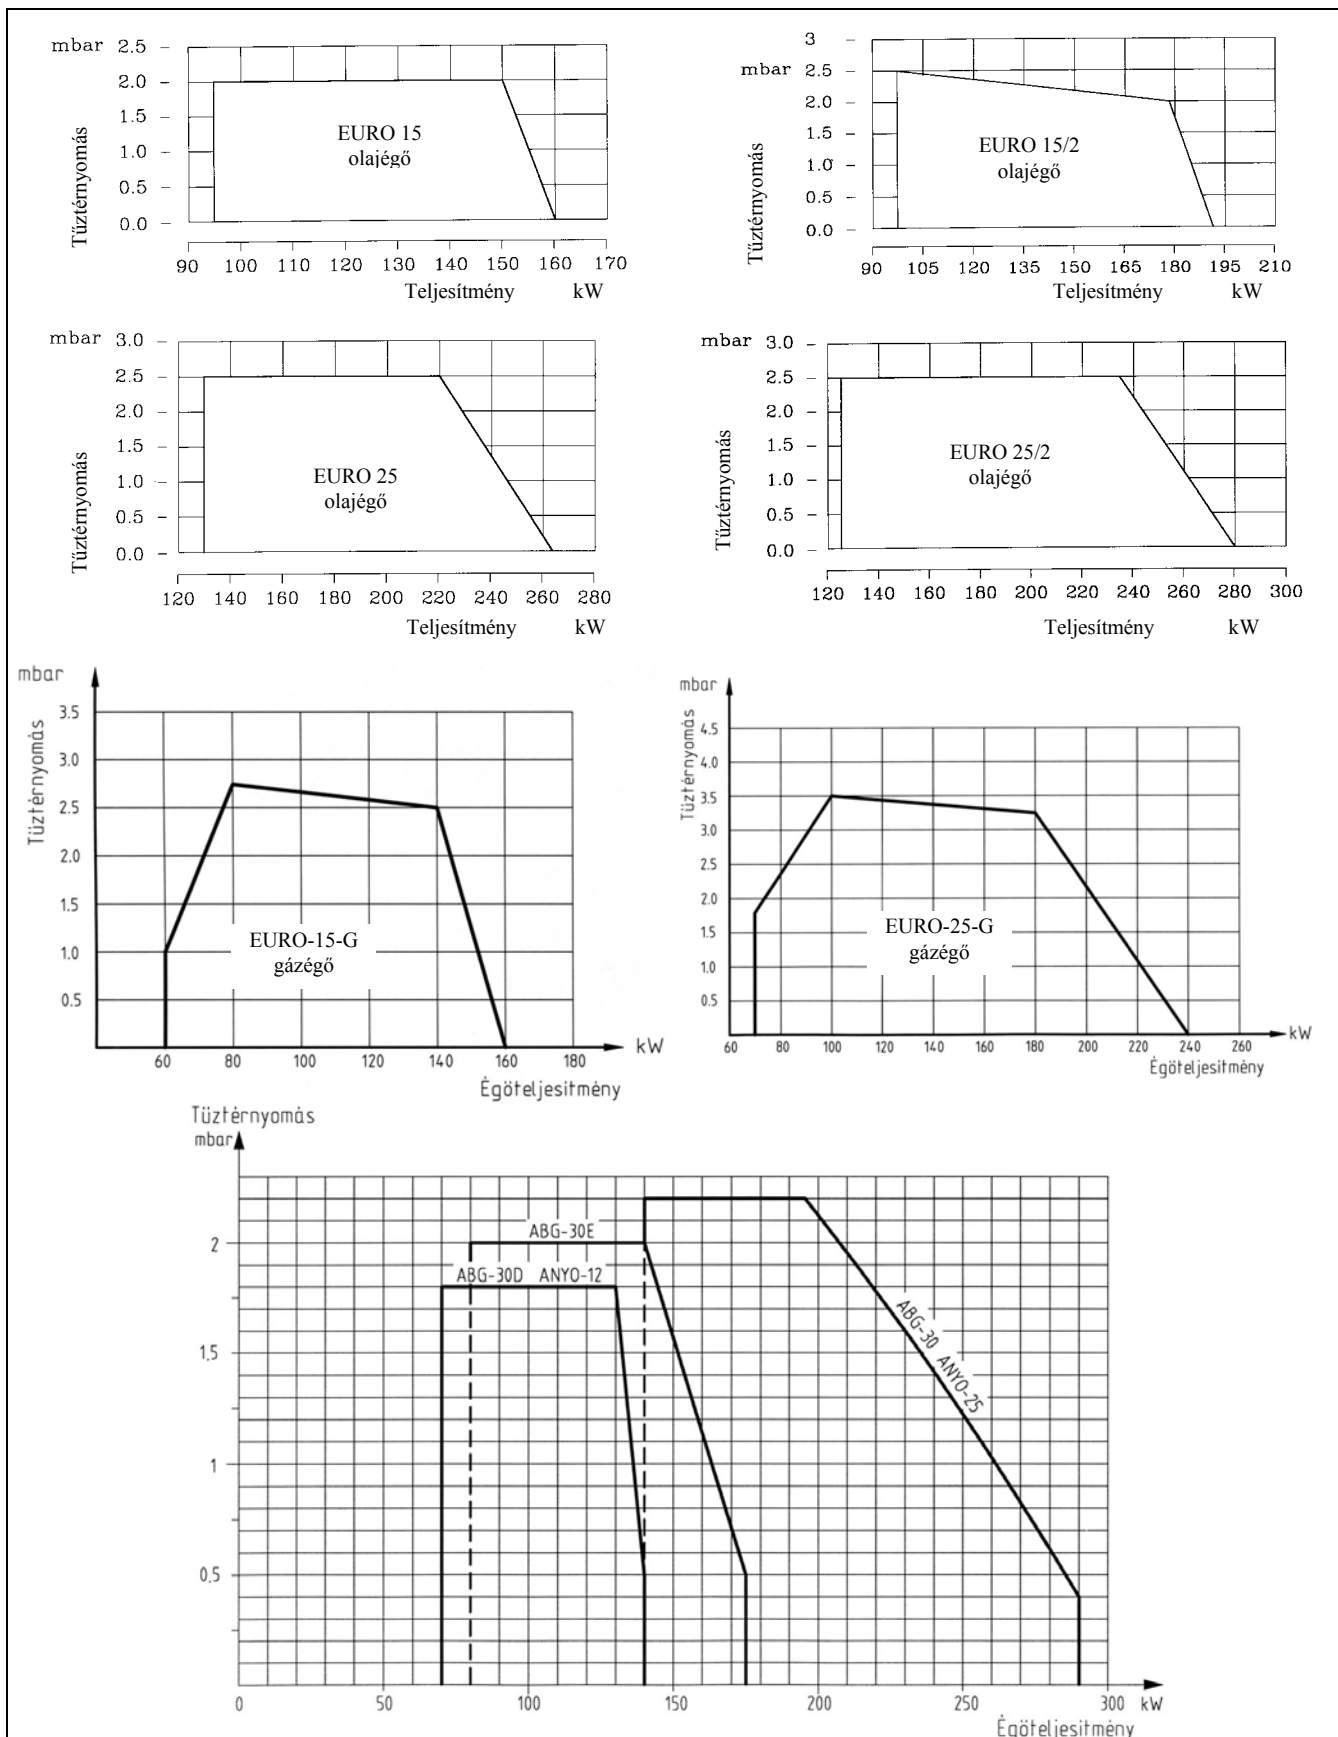 mbar 2.5
2.0
1.5
1.0
0.5
0.0
Tűztérnyomás
EURO 15
olajégő
90 100 110 120 130 140 150 160 170
Teljesítmény kW
3
mbar 2.5
2.0
1.5
1.0
0.5
0.0
Tűztérnyomás
EURO 15/2
olajégő
90 105 120 135 150 165 180 195 210
Teljesítmény kW
mbar 3.0
2.5
2.0
1.5
1.0
0.5
0.0
Tűztérnyomás
EURO 25
olajégő
120 140 160 180 200 220 240 260 280
Teljesítmény kW
mbar 3.0
2.5
2.0
1.5
1.0
0.5
0.0
Tűztérnyomás
EURO 25/2
olajégő
120 140 160 180 200 220 240 260 280 300
Teljesítmény kW
mbar
Tüztérnyomás
3.5
3.0
2.5
2.0
1.5
1.0
0.5
EURO-15-G
gázégő
60 80 100 120 140 160 180 kW
Égöteljesítmény
mbar
Tüztérnyomás
4.5
4.0
3.5
3.0
2.5
2.0
1.5
1.0
0.5
EURO-25-G
gázégő
60 80 100 120 140 160 180 200 220 240 260 kW
Égöteljesítmény
Tüztérnyomás
mbar
2
1,5
1
0,5
ABG-30E
ABG-30D ANYO-12
ABG-30 ANYO-25
0 50 100 150 200 250 300 kW
Égöteljesítmény